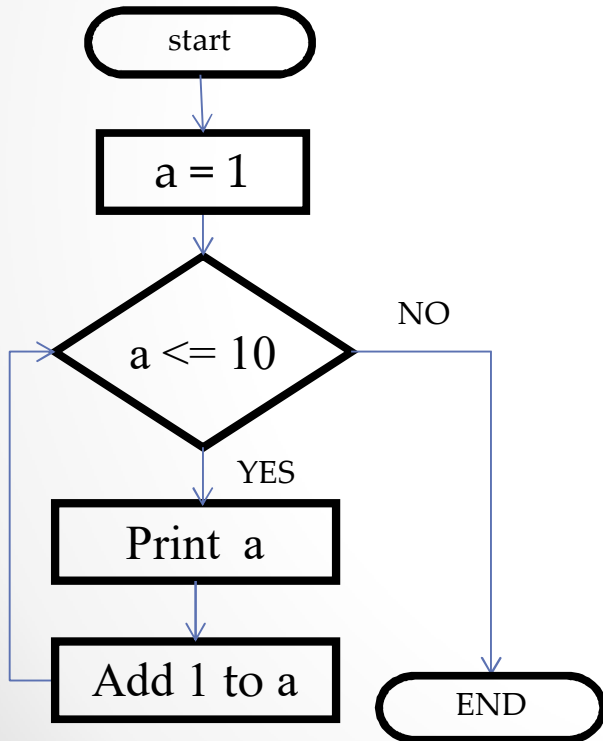 start
a = 1
a <= 10
NO
YES
Print a
Add 1 to a
END